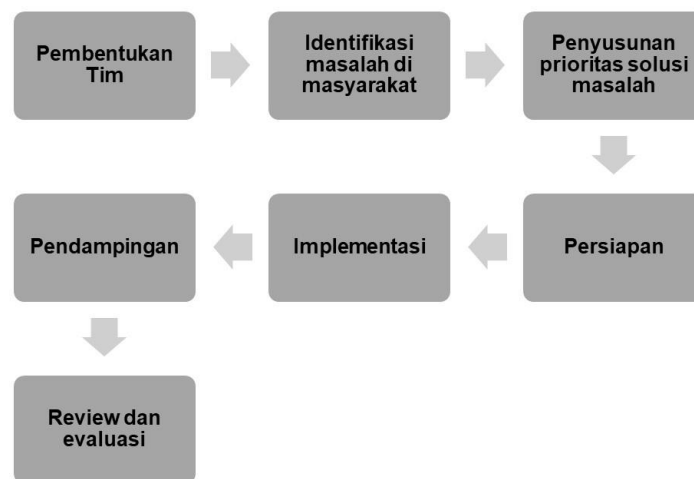 Pembentukan
Tim
Identifikasi
masalah di
masyarakat
Penyusunan
prioritas solusi
masalah
Persiapan
Implementasi
Pendampingan
Review dan
evaluasi